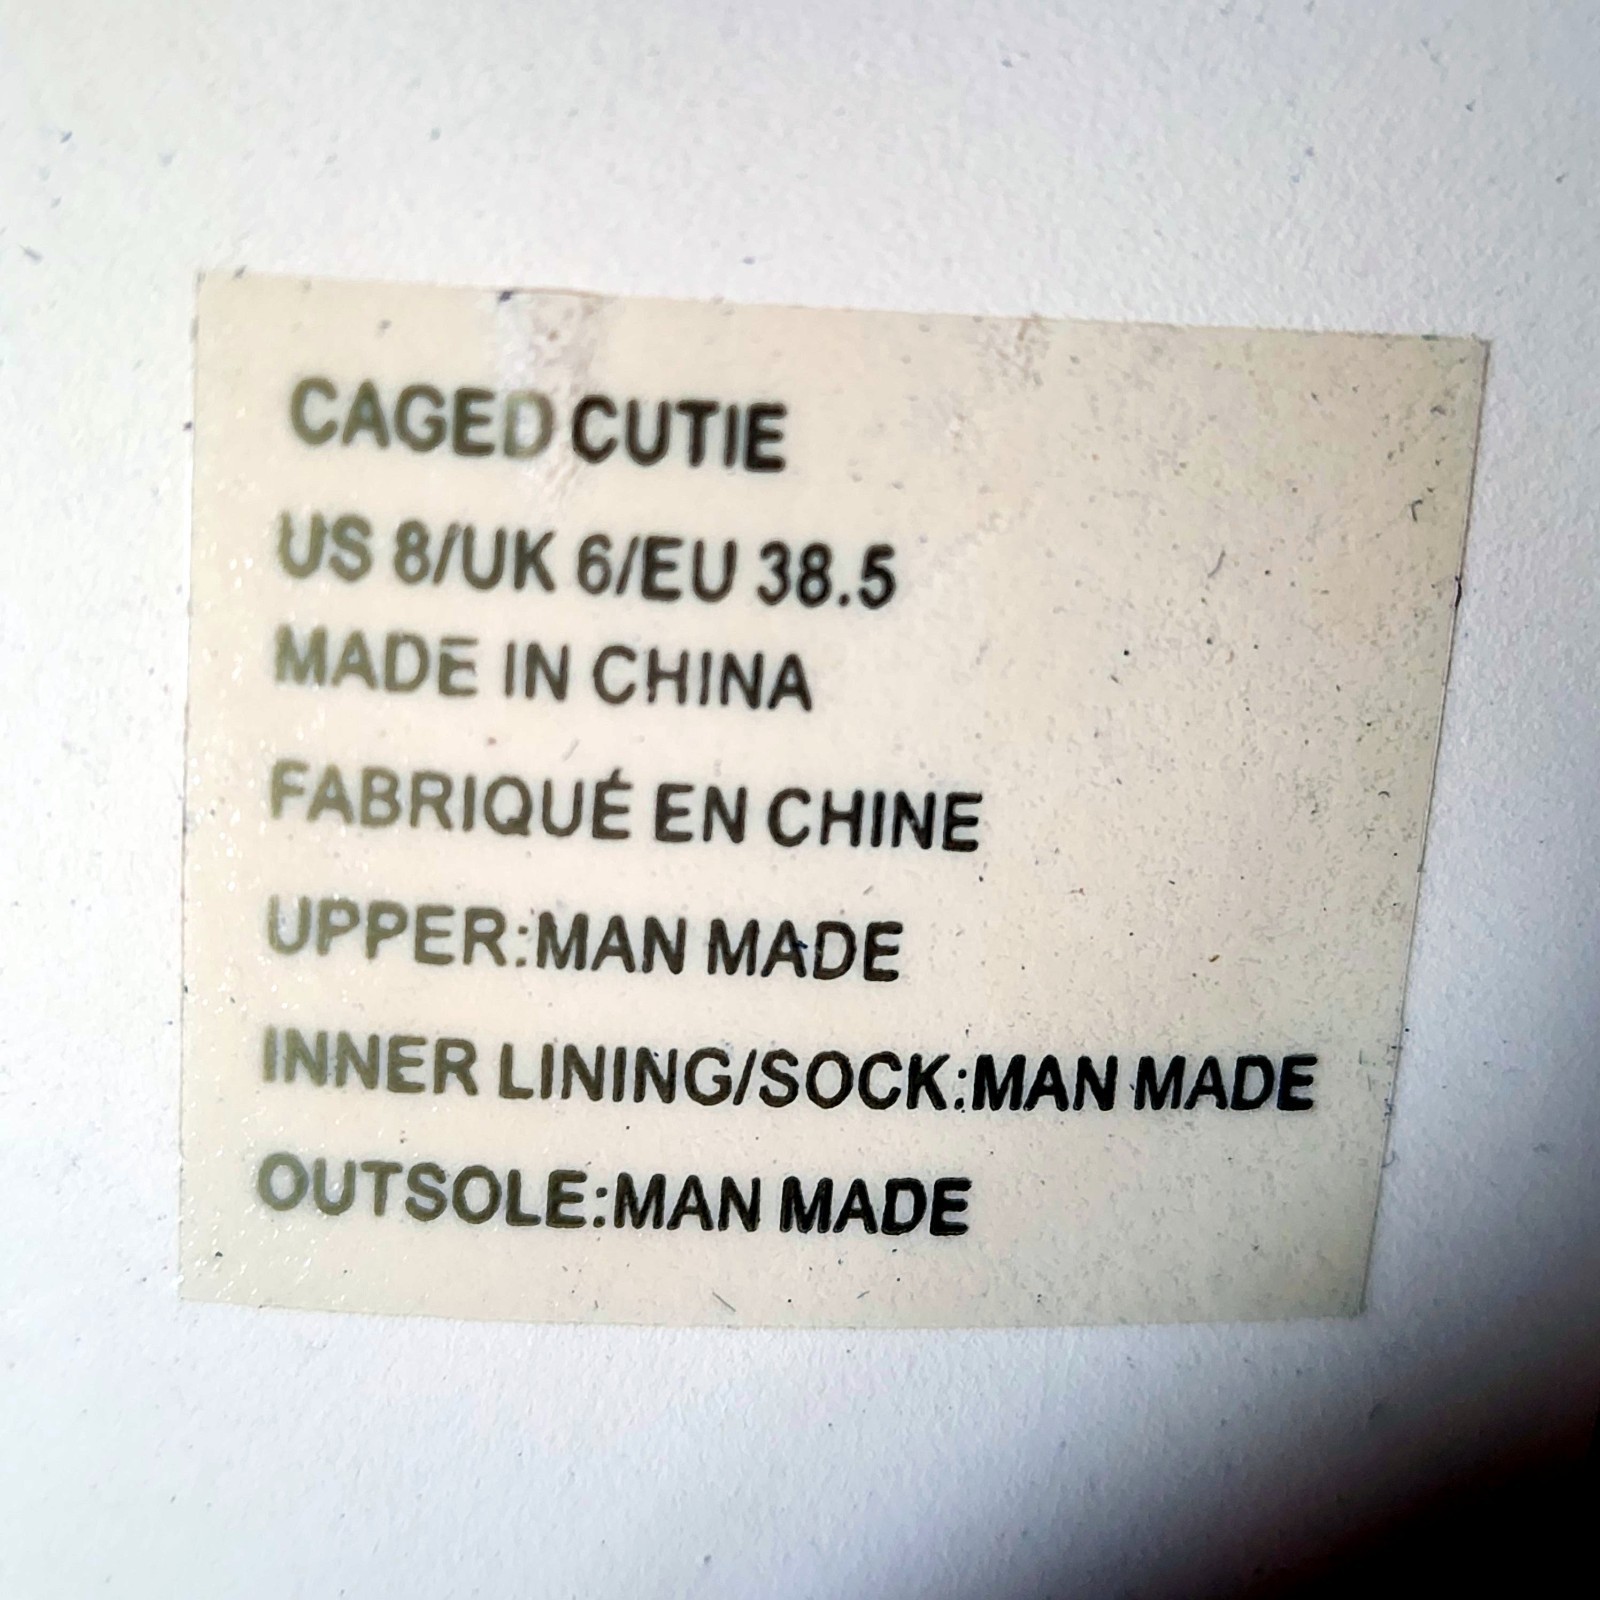 CAGED CUTIE
US 8/UK 6/EU 38.5
MADE IN CHINA
FABRIQUÉ EN CHINE
UPPER:MAN MADE
INNER LINING/SOCK:MAN MADE
OUTSOLE:MAN MADE